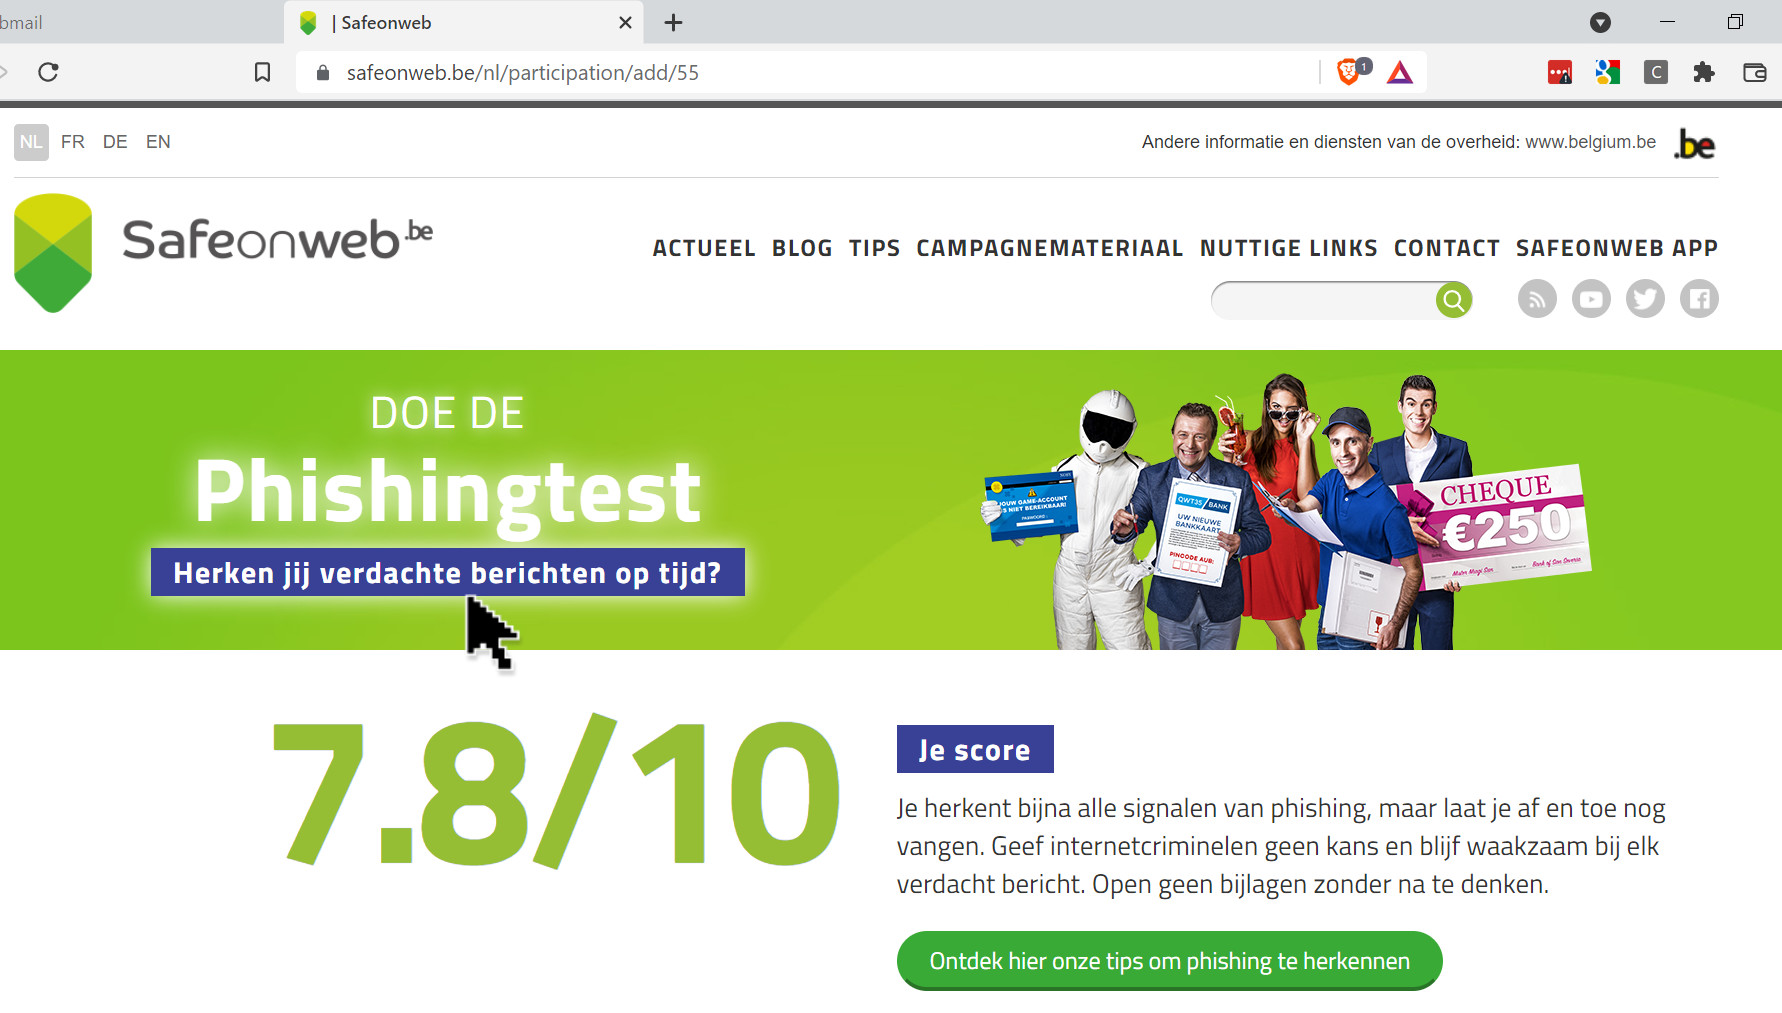 bmail
| Safeonweb
safeonweb.be/nl/participation/add/55
1
C
NL FR DE EN
Andere informatie en diensten van de overheid: www.belgium.be
.be
Safeonweb.be
ACTUEEL BLOG TIPS CAMPAGNEMATERIAAL NUTTIGE LINKS CONTACT SAFEONWEB APP
DOE DE
Phishingtest
Herken jij verdachte berichten op tijd?
JOUW GAME-ACCOUNT
IS NIET BEREIKBAAR!
QWT35 BANK
UW NIEUWE
BANKKAART
PINCODE AUB:
CHEQUE
€250
7.8/10
Je score
Je herkent bijna alle signalen van phishing, maar laat je af en toe nog
vangen. Geef internetcriminelen geen kans en blijf waakzaam bij elk
verdacht bericht. Open geen bijlagen zonder na te denken.
Ontdek hier onze tips om phishing te herkennen